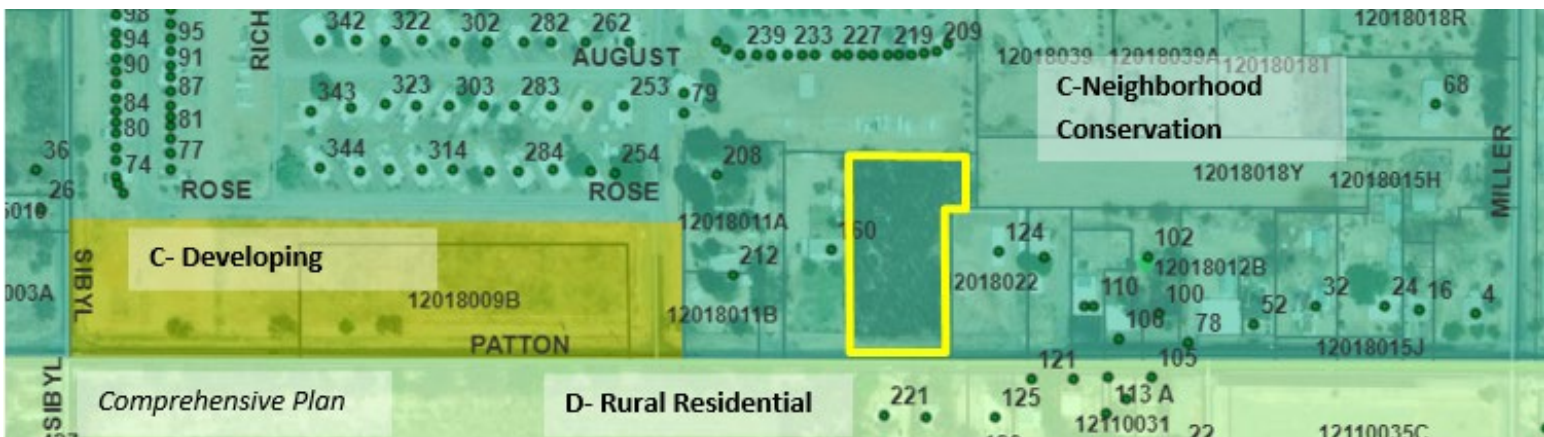 98
94
90
84
80
74
95
91
87
81
77
RICH
342 322 302 282 262
AUGUST
343 323 303 283 253
79
344 314 284 254
ROSE ROSE
239 233 227 219 209
12018018R
12018039 12018039A 12018018T
C-Neighborhood
Conservation
68
MILLER
36
26
208
12018018Y
12018015H
12018011A
C- Developing
SIBYL
212
124
102
12018012B
003A
12018009B
12018011B
2018022
110
100
52
32
24
16
4
108
78
PATTON
12018015J
SIBYL
Comprehensive Plan
D- Rural Residential
221
121
125
105
113 A
12110031
22
12110035C